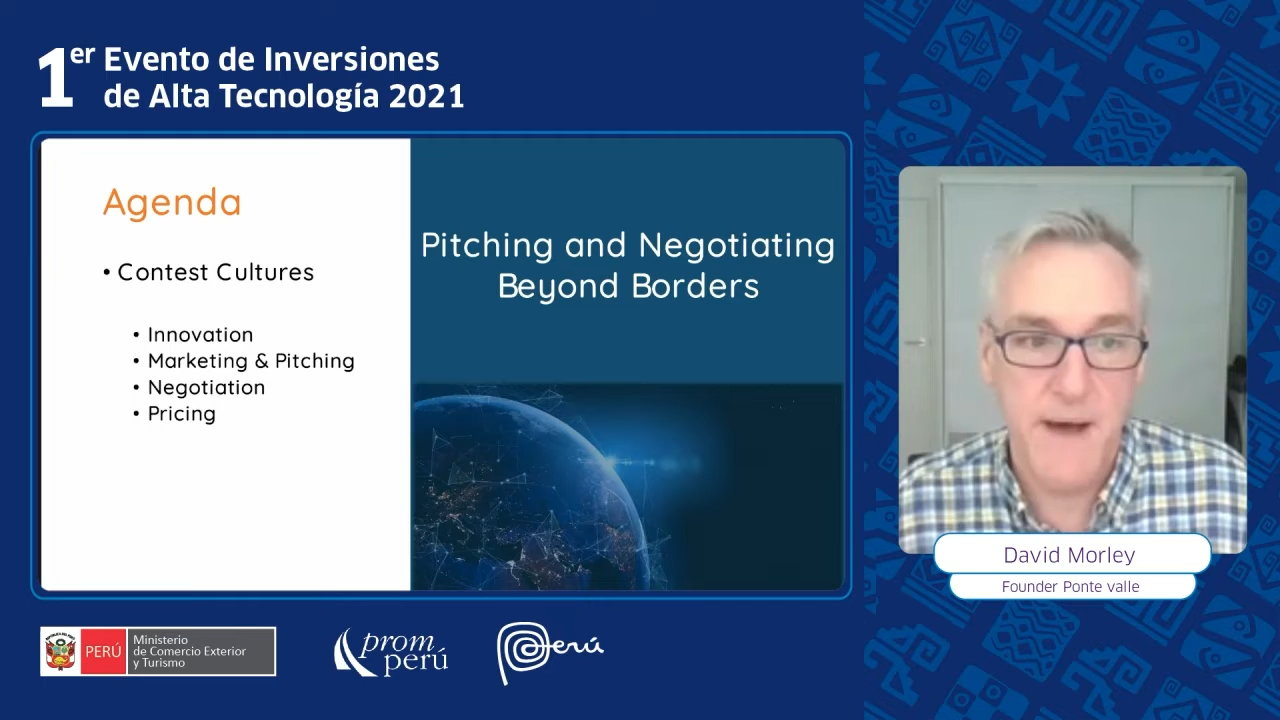 1er Evento de Inversiones
de Alta Tecnología 2021
Agenda
• Contest Cultures
• Innovation
• Marketing & Pitching
• Negotiation
• Pricing
Pitching and Negotiating
Beyond Borders
David Morley
Founder Ponte valle
PERÚ
Ministerio
de Comercio Exterior
y Turismo
prom
perú
Perú